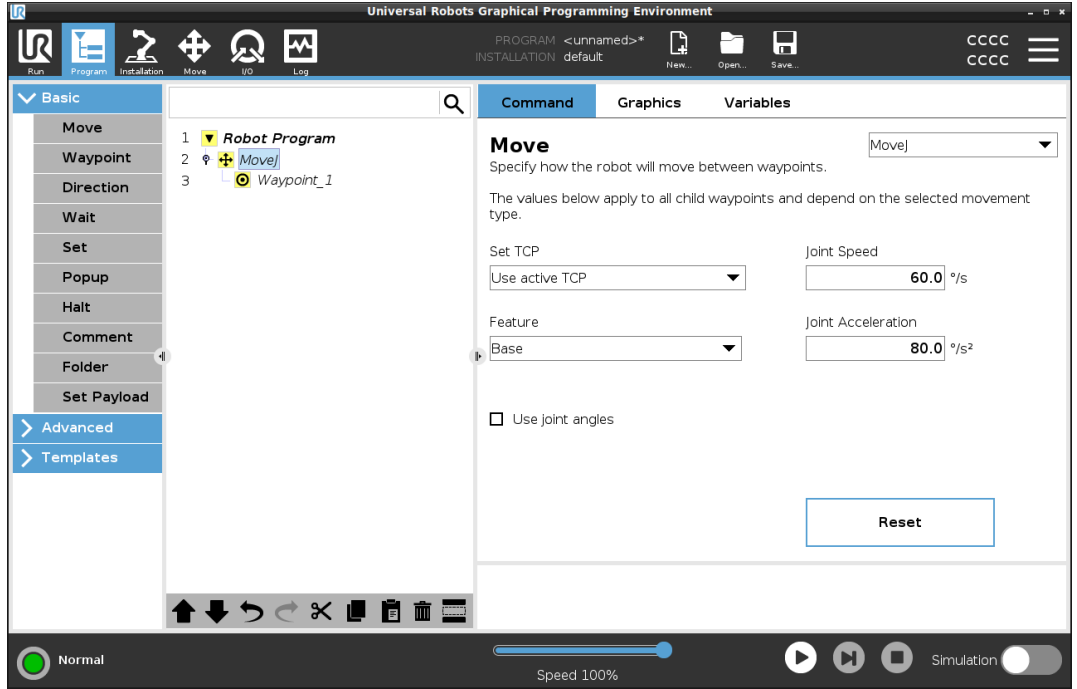 Universal Robots Graphical Programming Environment
UR
Run
Program
Installation
Move
I/O
Log
PROGRAM <unnamed>*
INSTALLATION default
New...
Open...
Save...
CCCC
CCCC
Basic
Move
Waypoint
Direction
Wait
Set
Popup
Halt
Comment
Folder
Set Payload
Advanced
Templates
1 Robot Program
2 MoveJ
3 Waypoint_1
Command Graphics Variables
Move
MoveJ
Specify how the robot will move between waypoints.
The values below apply to all child waypoints and depend on the selected movement
type.
Set TCP
Joint Speed
Use active TCP
60.0 °/s
Feature
Joint Acceleration
Base
80.0 °/s²
Use joint angles
Reset
Normal
Speed 100%
Simulation